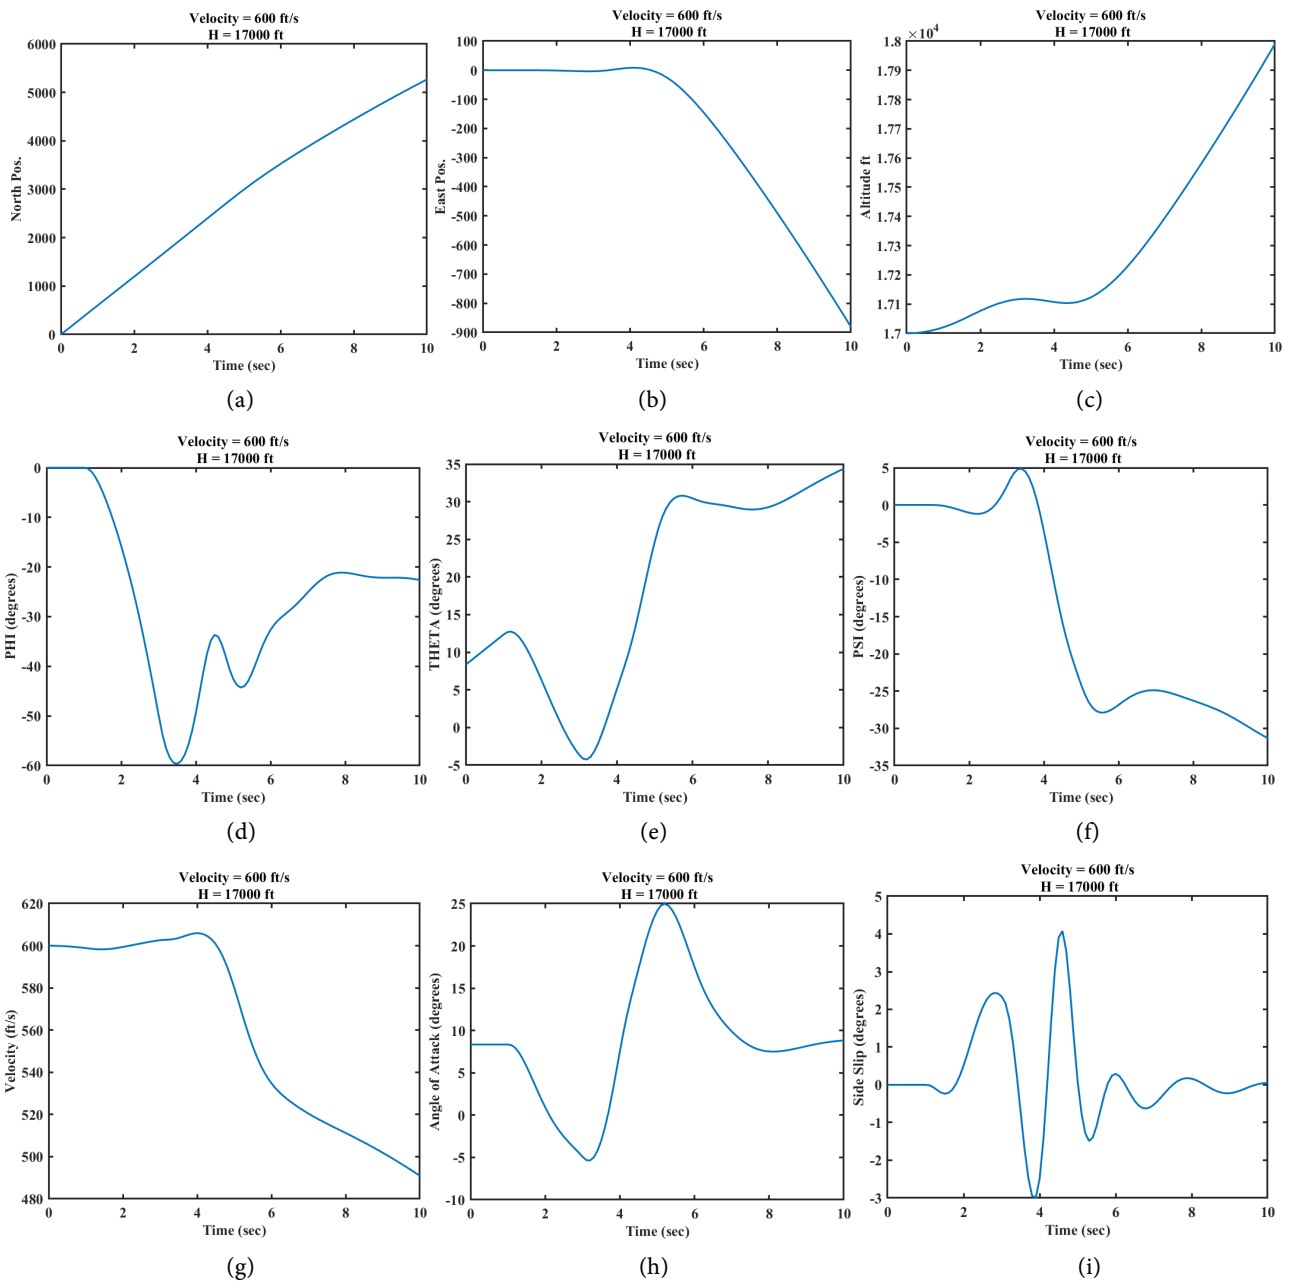 Velocity = 600 ft/s
H = 17000 ft
6000
5000
4000
3000
2000
1000
0
0 2 4 6 8 10
North Pos.
Time (sec)
(a)
Velocity = 600 ft/s
H = 17000 ft
100
0
-100
-200
-300
-400
-500
-600
-700
-800
-900
0 2 4 6 8 10
East Pos.
Time (sec)
(b)
Velocity = 600 ft/s
H = 17000 ft
×10^4
1.8
1.79
1.77
1.76
1.75
1.74
1.73
1.72
1.71
1.7
0 2 4 6 8 10
Altitude ft
Time (sec)
(c)
Velocity = 600 ft/s
H = 17000 ft
-0
-10
-20
-30
-40
-50
-60
0 2 4 6 8 10
PHI (degrees)
Time (sec)
(d)
Velocity = 600 ft/s
H = 17000 ft
35
30
25
20
15
10
5
0
-5
0 2 4 6 8 10
THETA (degrees)
Time (sec)
(e)
Velocity = 600 ft/s
H = 17000 ft
5
0
-5
-10
-15
-20
-25
-30
-35
0 2 4 6 8 10
PSI (degrees)
Time (sec)
(f)
Velocity = 600 ft/s
H = 17000 ft
620
600
580
560
540
520
500
480
0 2 4 6 8 10
Velocity (ft/s)
Time (sec)
(g)
Velocity = 600 ft/s
H = 17000 ft
25
20
15
10
5
0
-5
-10
0 2 4 6 8 10
Angle of Attack (degrees)
Time (sec)
(h)
Velocity = 600 ft/s
H = 17000 ft
5
4
3
2
1
0
-1
-2
-3
0 2 4 6 8 10
Side Slip (degrees)
Time (sec)
(i)